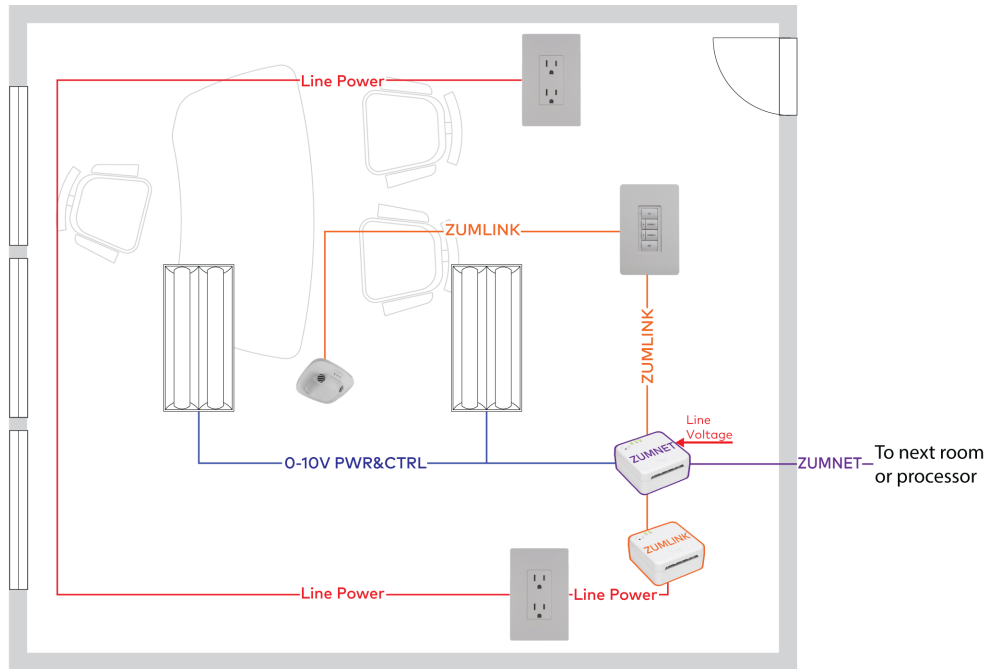 Line Power
ZUMLINK
ZUMLINK
Line
Voltage
ZUMNET
0-10V PWR&CTRL
ZUMNET
To next room
or processor
ZUMLINK
Line Power
Line Power